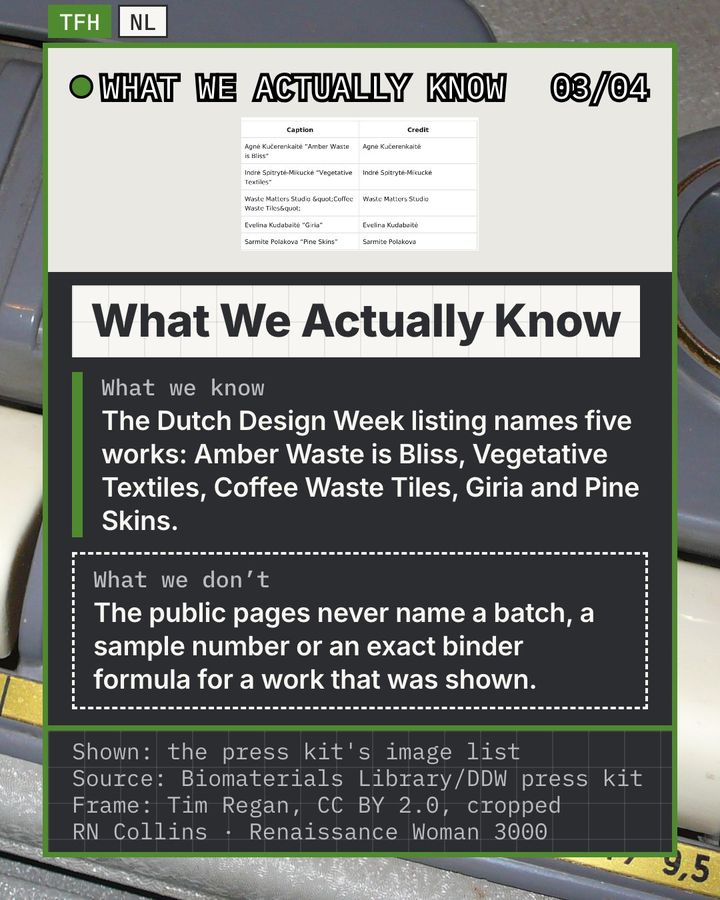 TFH NL
WHAT WE ACTUALLY KNOW 03/04
Caption Credit
Agnė Kučerenkaitė "Amber Waste is Bliss" Agnė Kučerenkaitė
Indrė Spitrytė-Mikuckė "Vegetative Textiles" Indrė Spitrytė-Mikuckė
Waste Matters Studio &quot;Coffee Waste Tiles&quot; Waste Matters Studio
Evelina Kudabaitė "Giria" Evelina Kudabaitė
Sarmite Polakova "Pine Skins" Sarmite Polakova
What We Actually Know
What we know
The Dutch Design Week listing names five
works: Amber Waste is Bliss, Vegetative
Textiles, Coffee Waste Tiles, Giria and Pine
Skins.
What we don't
The public pages never name a batch, a
sample number or an exact binder
formula for a work that was shown.
Shown: the press kit's image list
Source: Biomaterials Library/DDW press kit
Frame: Tim Regan, CC BY 2.0, cropped
RN Collins · Renaissance Woman 3000
9,5